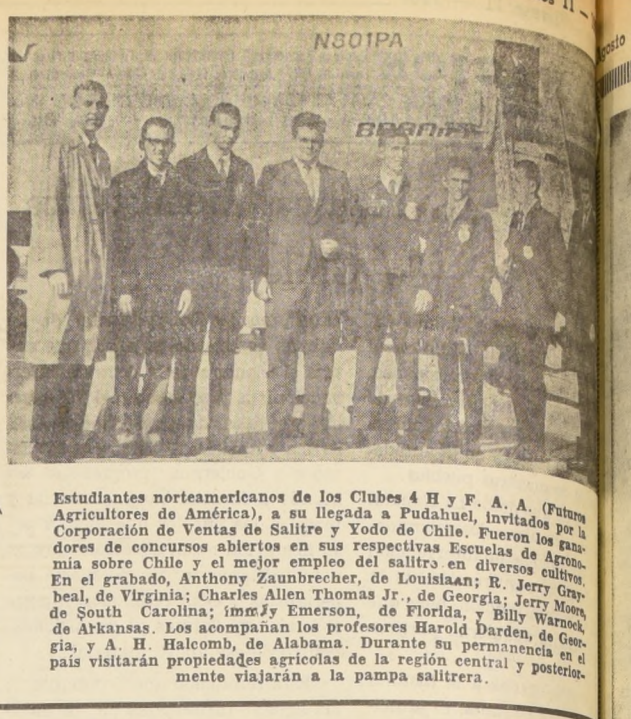 II —
Agosto
N801PA
BRANIFF
Estudiantes norteamericanos de los Clubes 4 H y F. A. A. (Futuros
Agricultores de América), a su llegada a Pudahuel, invitados por la
Corporación de Ventas de Salitre y Yodo de Chile. Fueron los gana-
dores de concursos abiertos en sus respectivas Escuelas de Agrono-
mía sobre Chile y el mejor empleo del salitre en diversos cultivos.
En el grabado, Anthony Zaunbrecher, de Louisiaan; R. Jerry Gray-
beal, de Virginia; Charles Allen Thomas Jr., de Georgia; Jerry Moore,
de South Carolina; immJy Emerson, de Florida, y Billy Warnock,
de Arkansas. Los acompañan los profesores Harold Darden, de Geor-
gia, y A. H. Halcomb, de Alabama. Durante su permanencia en el
país visitarán propiedades agrícolas de la región central y posterior-
mente viajarán a la pampa salitrera.